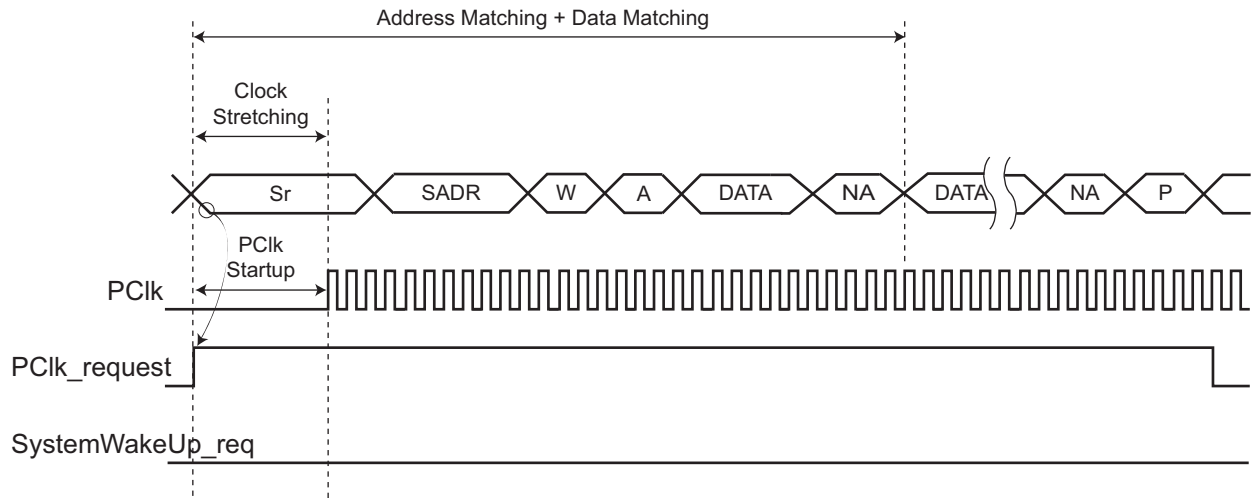 Address Matching + Data Matching
Clock
Stretching
Sr SADR W A DATA NA DATA NA P
PClk
Startup
PClk
PClk_request
SystemWakeUp_req